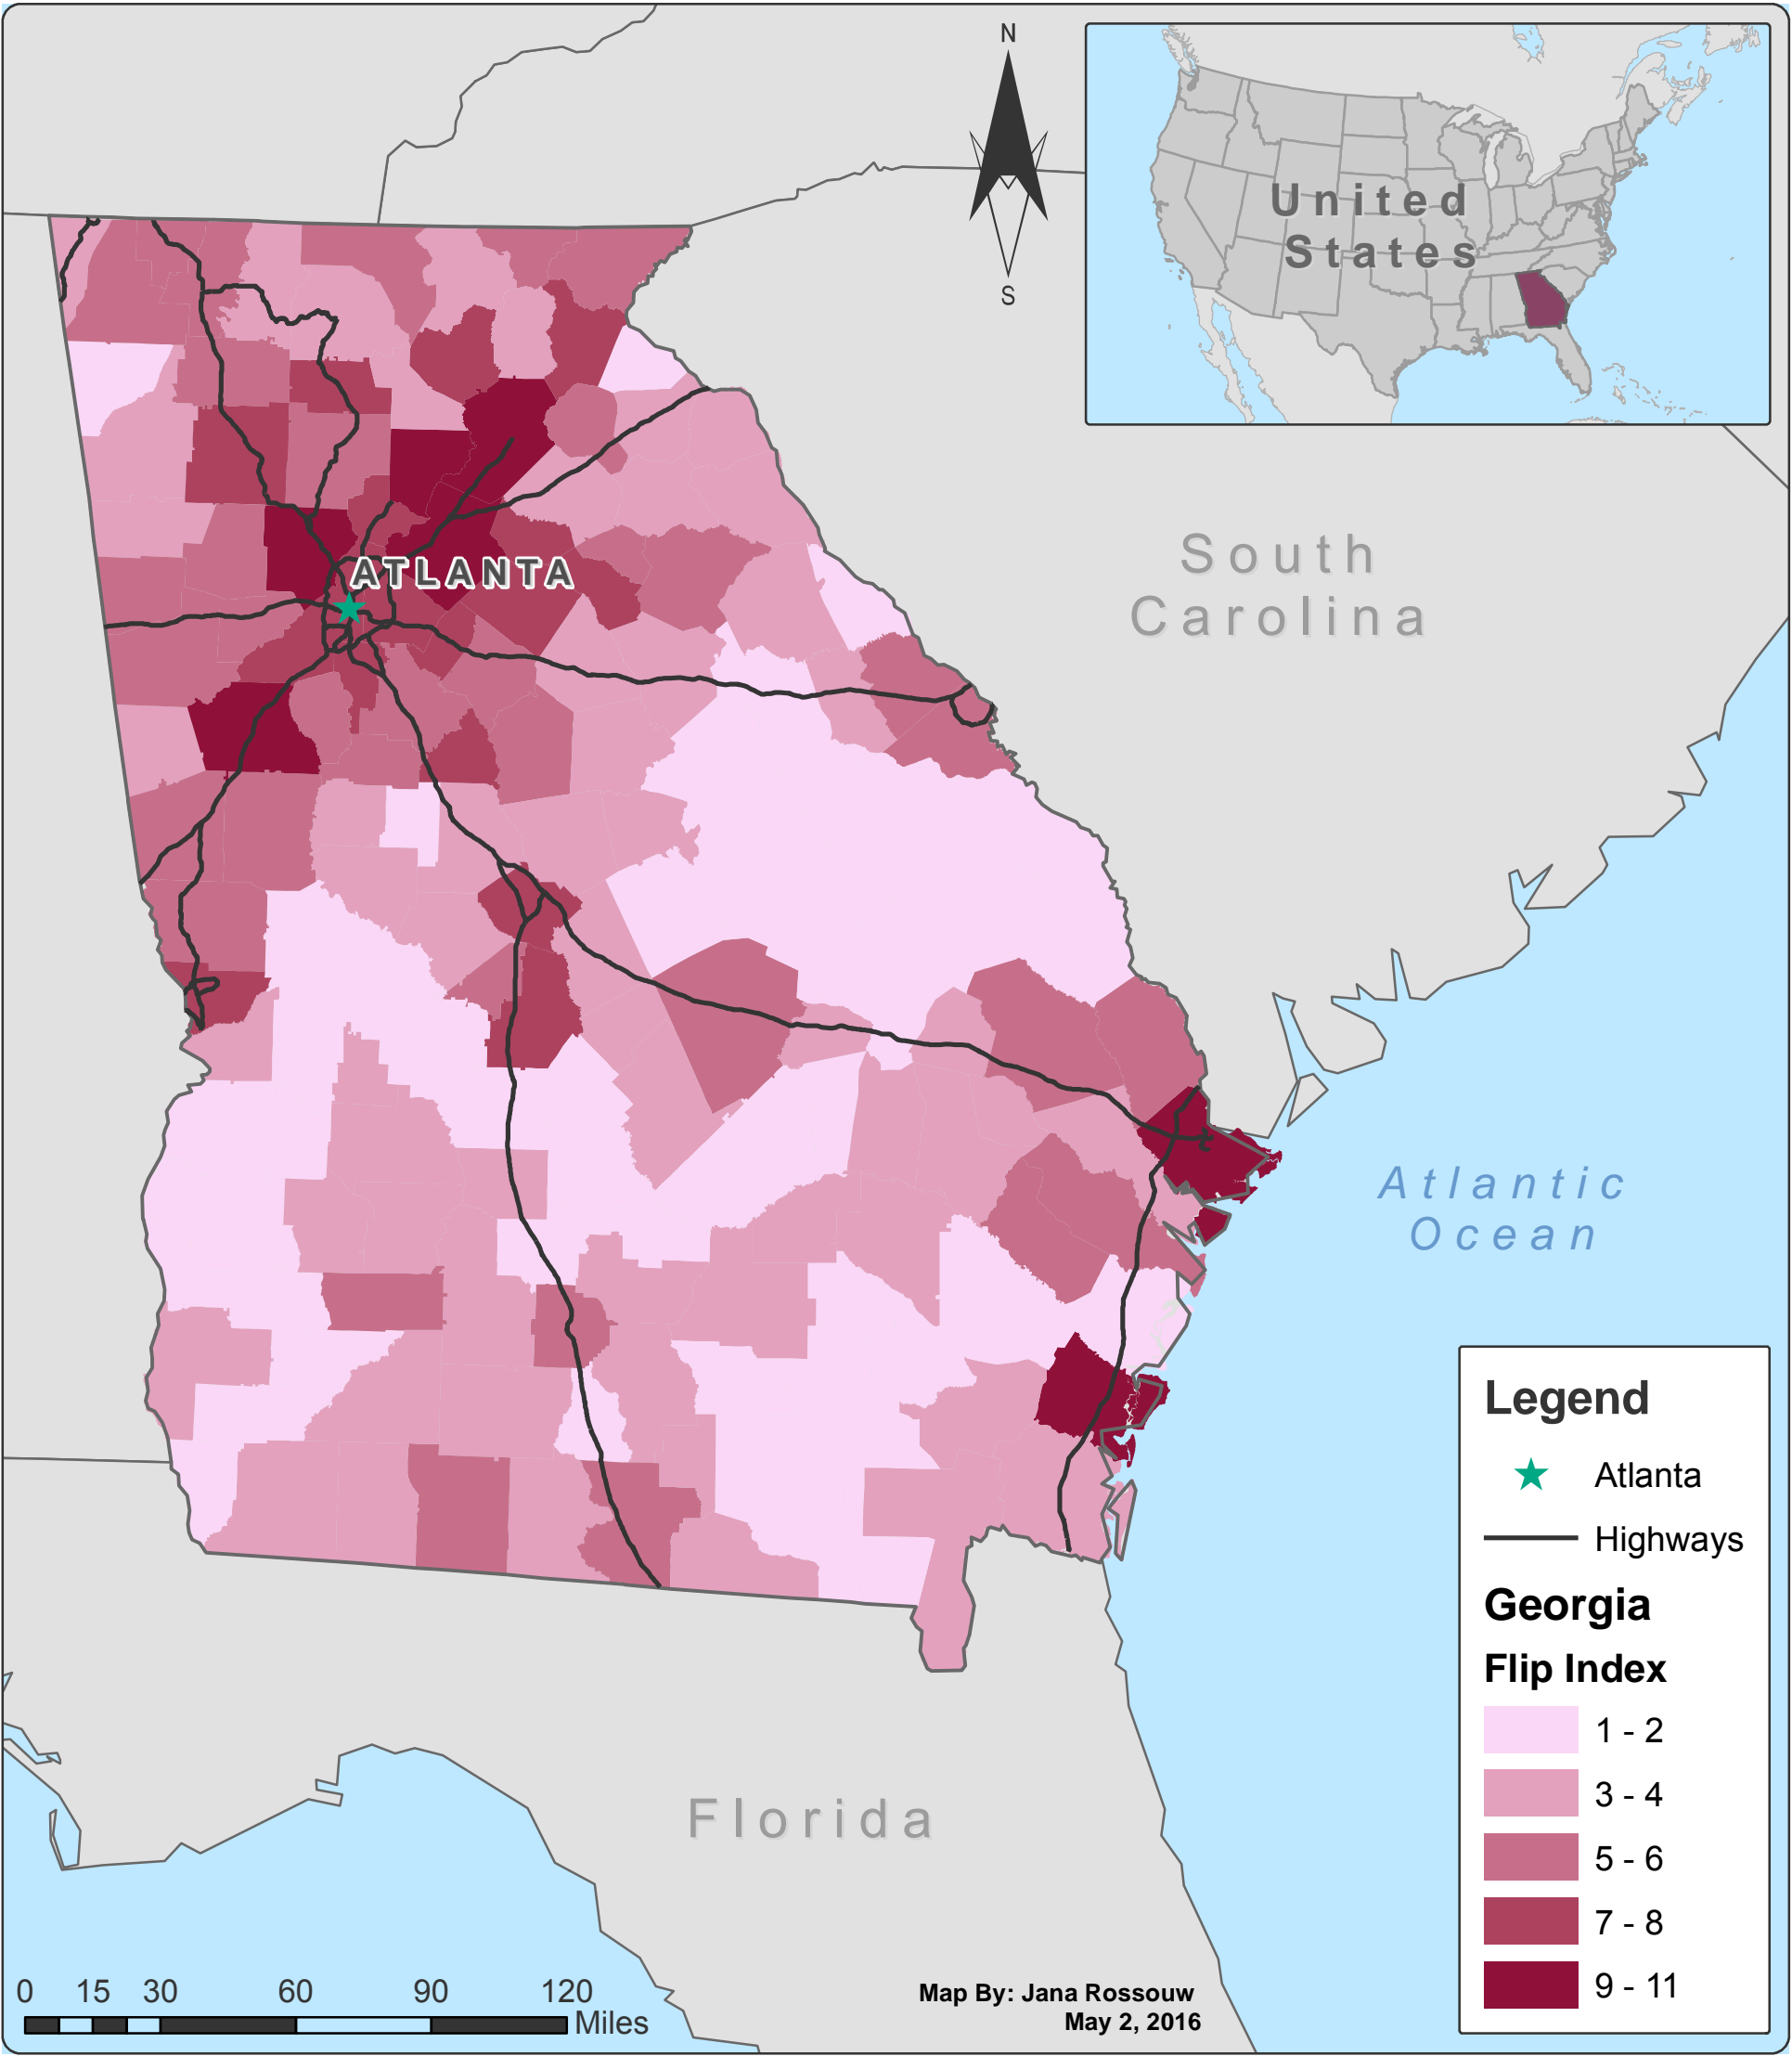 N
S
United
States
ATLANTA
South
Carolina
Atlantic
Ocean
Florida
Legend
Atlanta
Highways
Georgia
Flip Index
1 - 2
3 - 4
5 - 6
7 - 8
9 - 11
0 15 30 60 90 120
Miles
Map By: Jana Rossouw
May 2, 2016